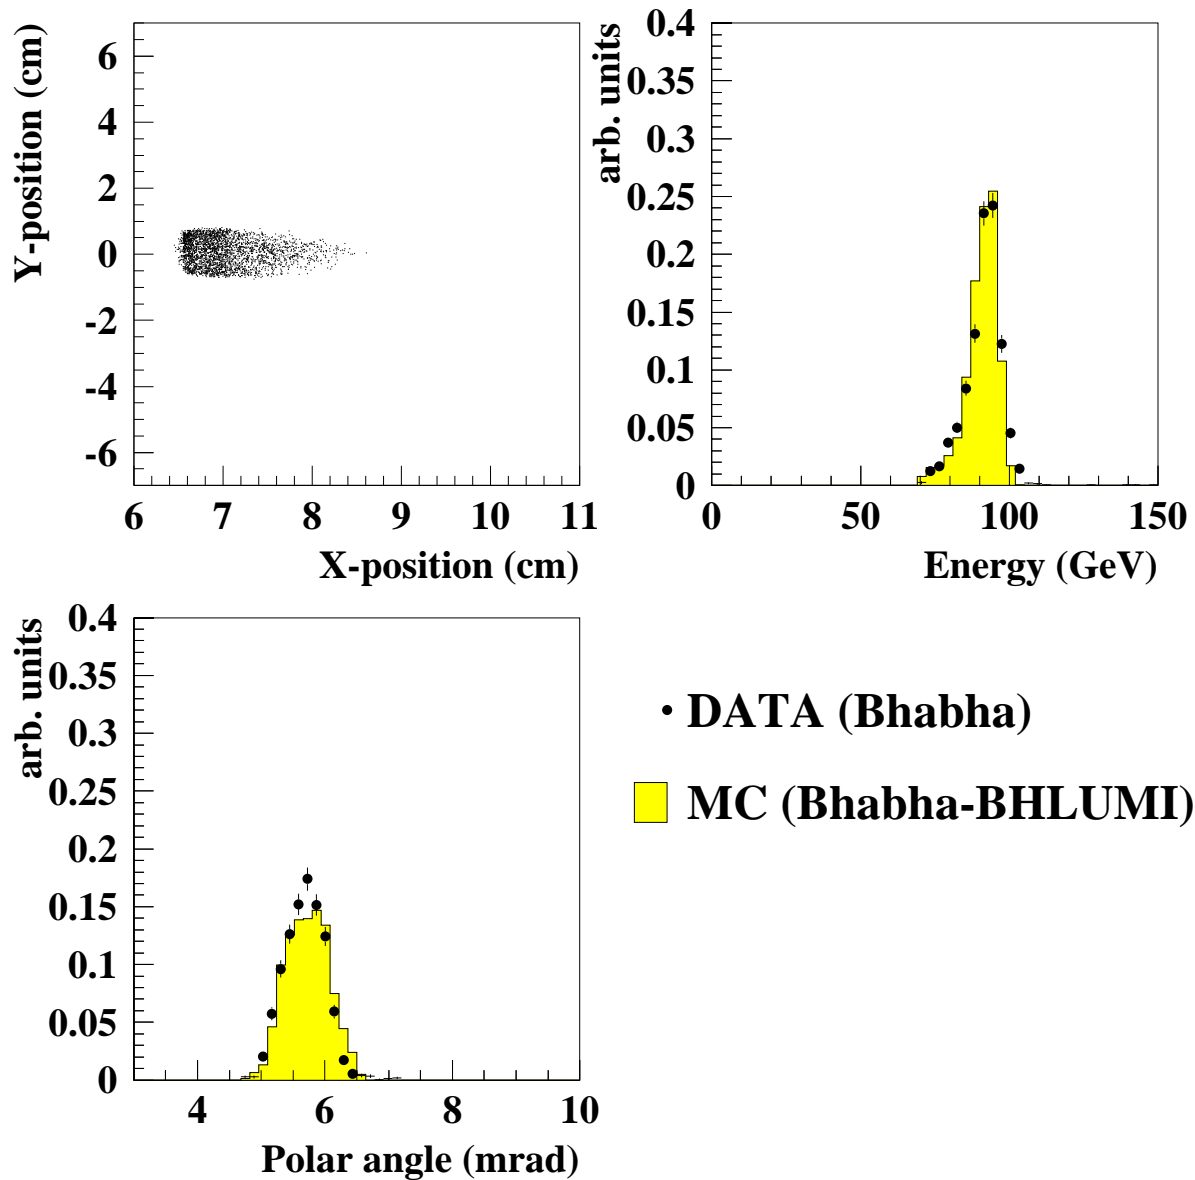 Y-position (cm)
6
4
2
0
-2
-4
-6
6 7 8 9 10 11
X-position (cm)
arb. units
0.4
0.35
0.3
0.25
0.2
0.15
0.1
0.05
0
0 50 100 150
Energy (GeV)
arb. units
0.4
0.35
0.3
0.25
0.2
0.15
0.1
0.05
0
4 6 8 10
Polar angle (mrad)
DATA (Bhabha)
MC (Bhabha-BHLUMI)